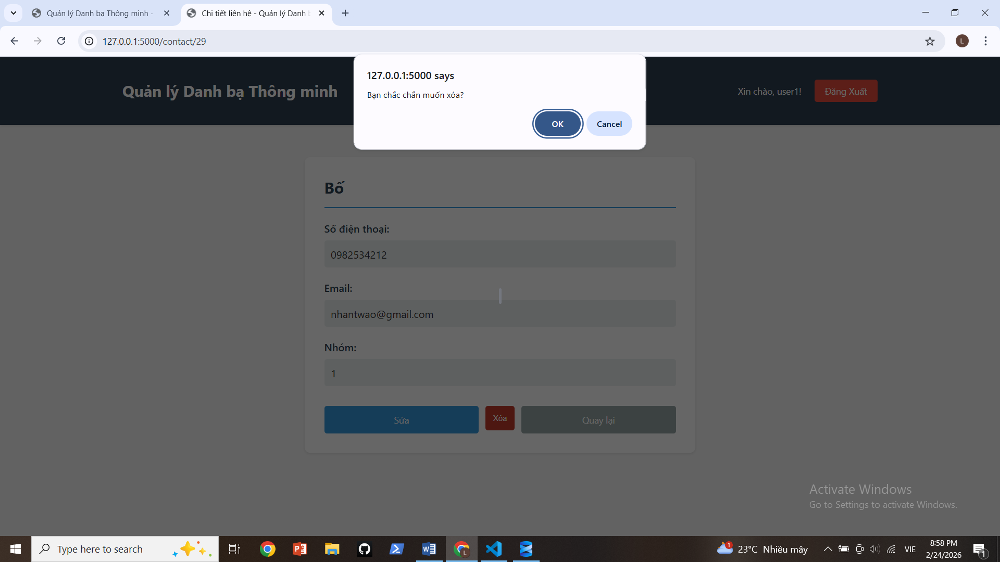 Quản lý Danh bạ Thông minh -
Chi tiết liên hệ - Quản lý Danh b
127.0.0.1:5000/contact/29
L
127.0.0.1:5000 says
Bạn chắc chắn muốn xóa?
OK
Cancel
Quản lý Danh bạ Thông minh
Xin chào, user1!
Đăng Xuất
Bố
Số điện thoại:
0982534212
Email:
nhantwao@gmail.com
Nhóm:
1
Sửa
Xóa
Quay lại
Activate Windows
Go to Settings to activate Windows.
Type here to search
L
1
23°C Nhiều mây
VIE
8:58 PM
2/24/2026
1